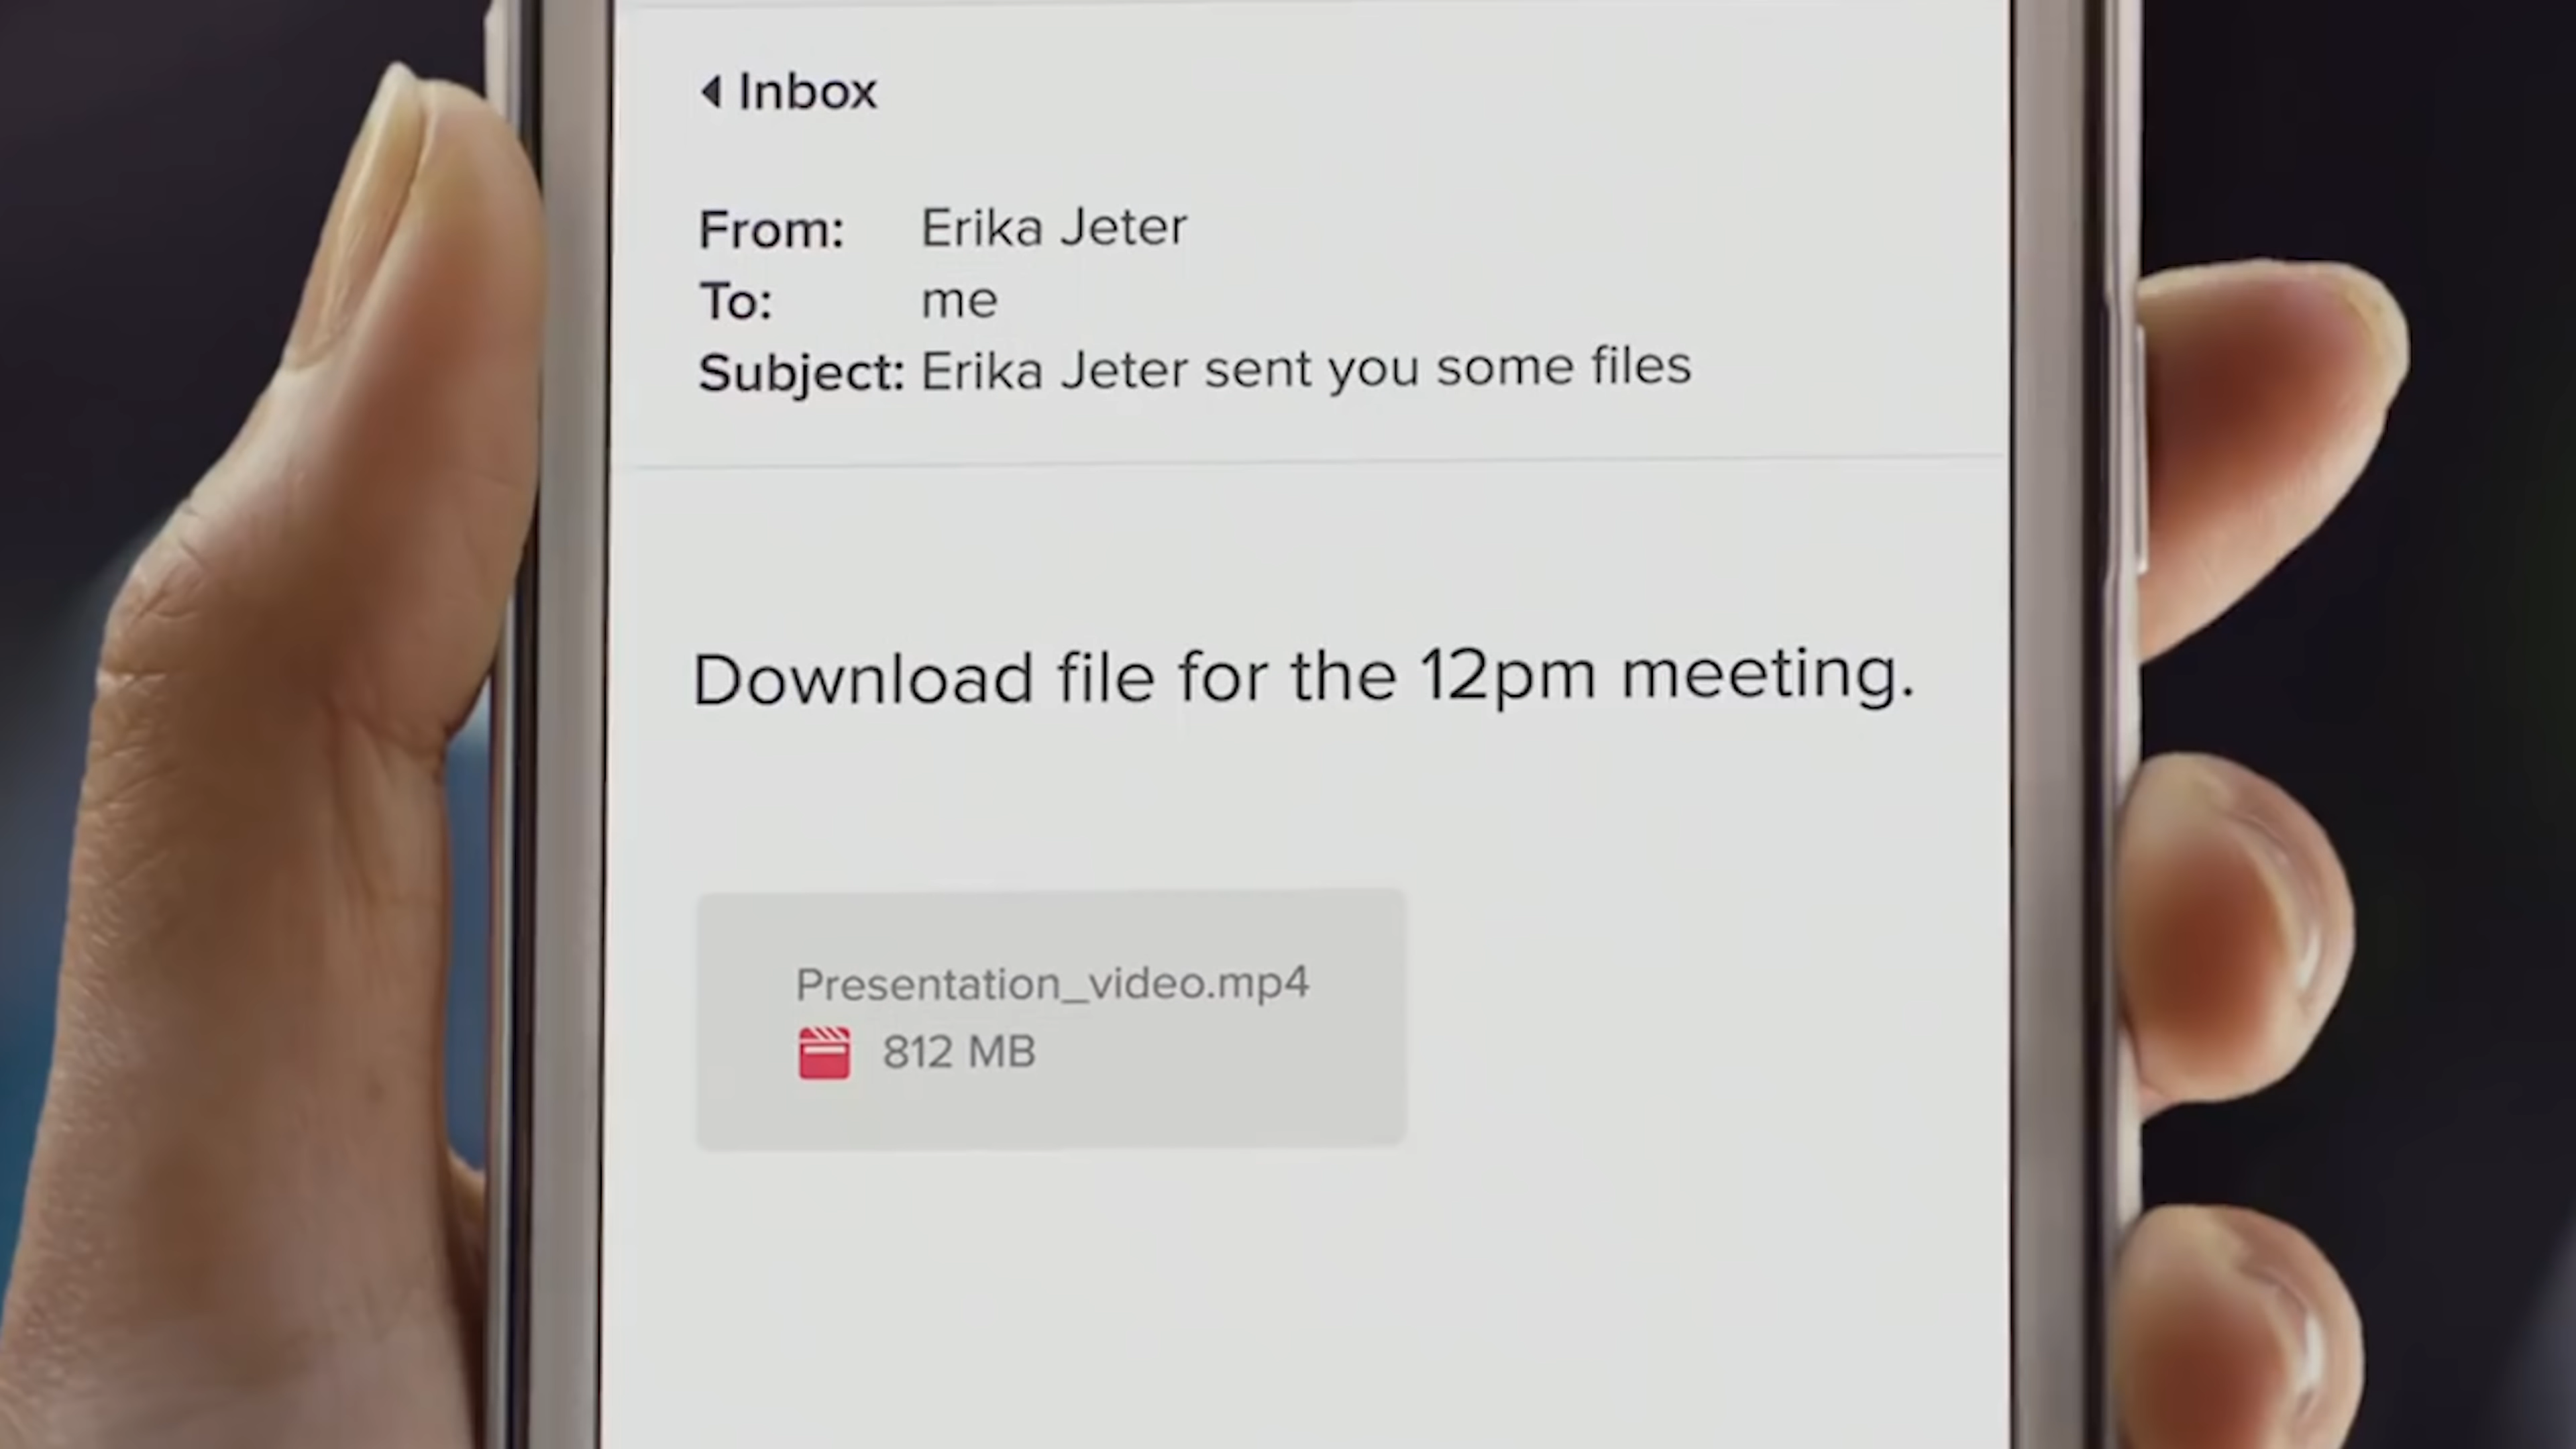 Inbox
From: Erika Jeter
To: me
Subject: Erika Jeter sent you some files
Download file for the 12pm meeting.
Presentation_video.mp4
812 MB